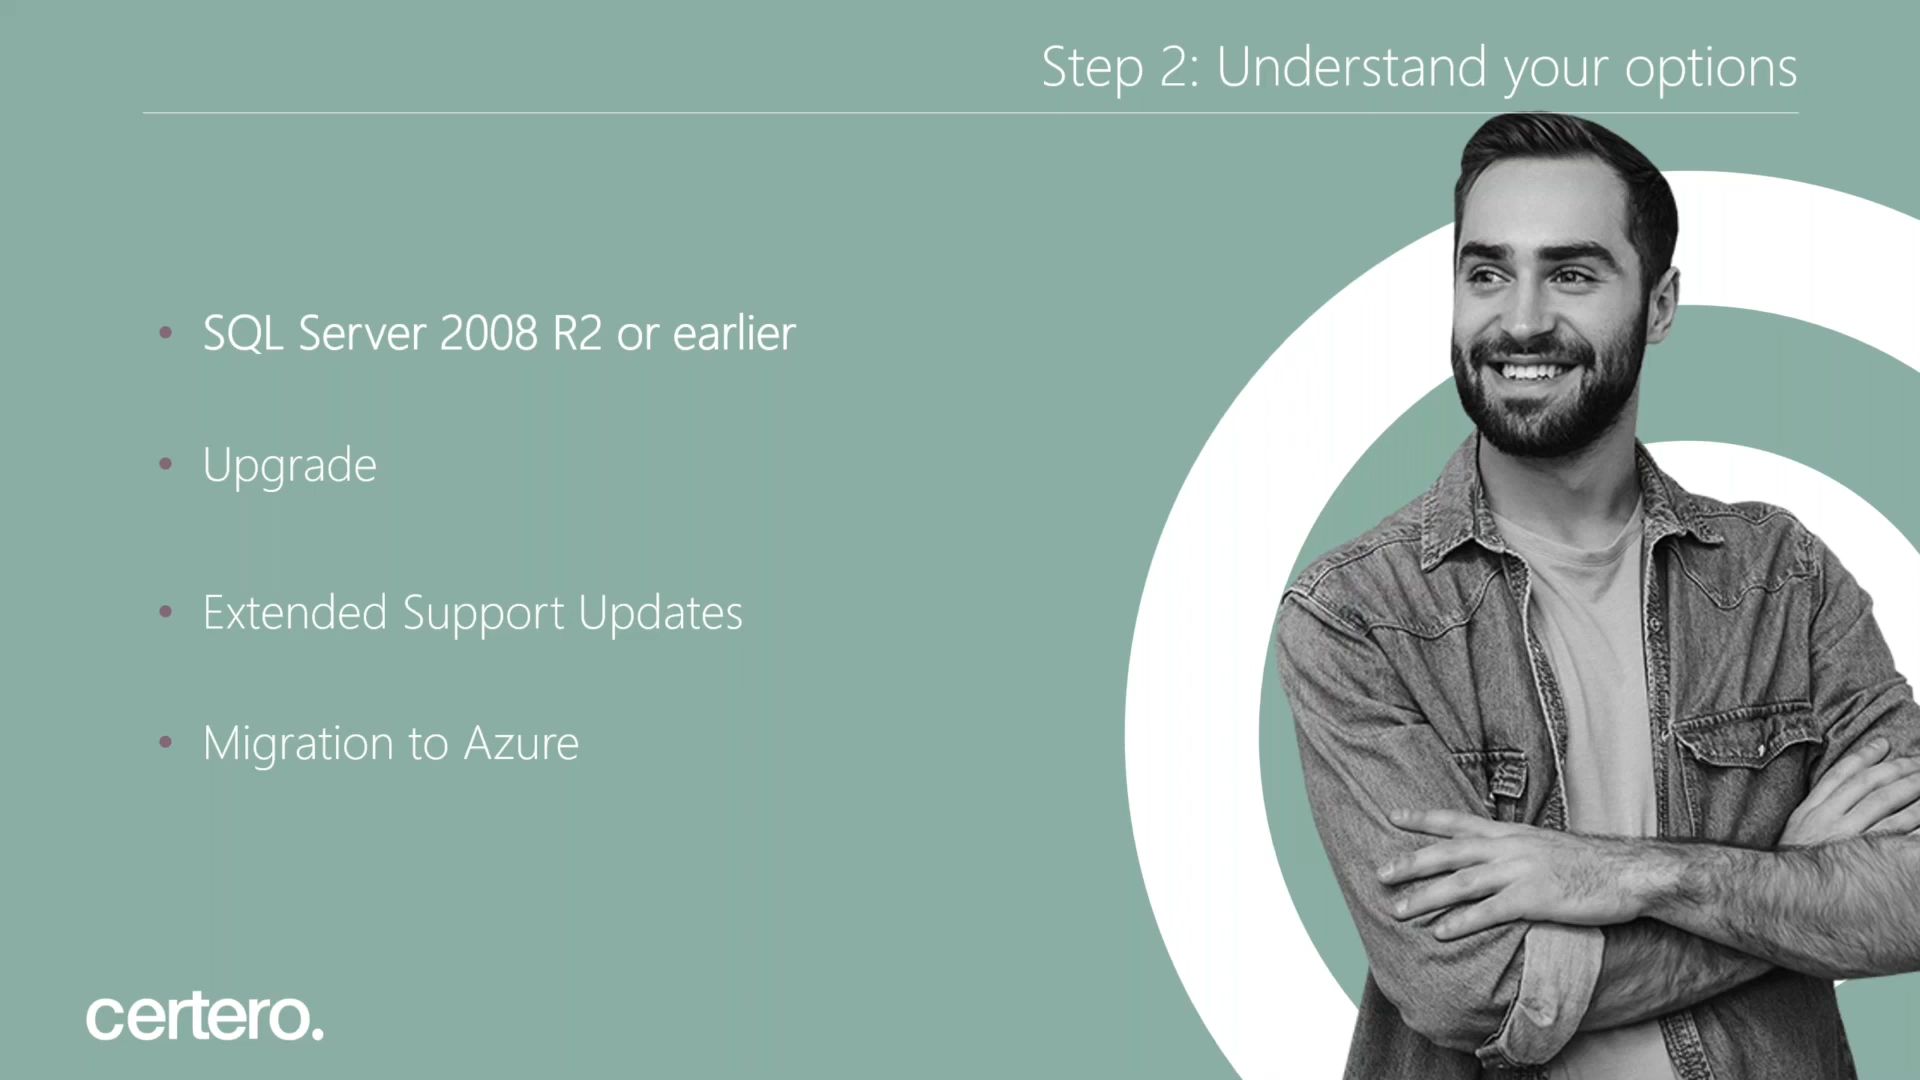 Step 2: Understand your options
• SQL Server 2008 R2 or earlier
• Upgrade
• Extended Support Updates
• Migration to Azure
certero.